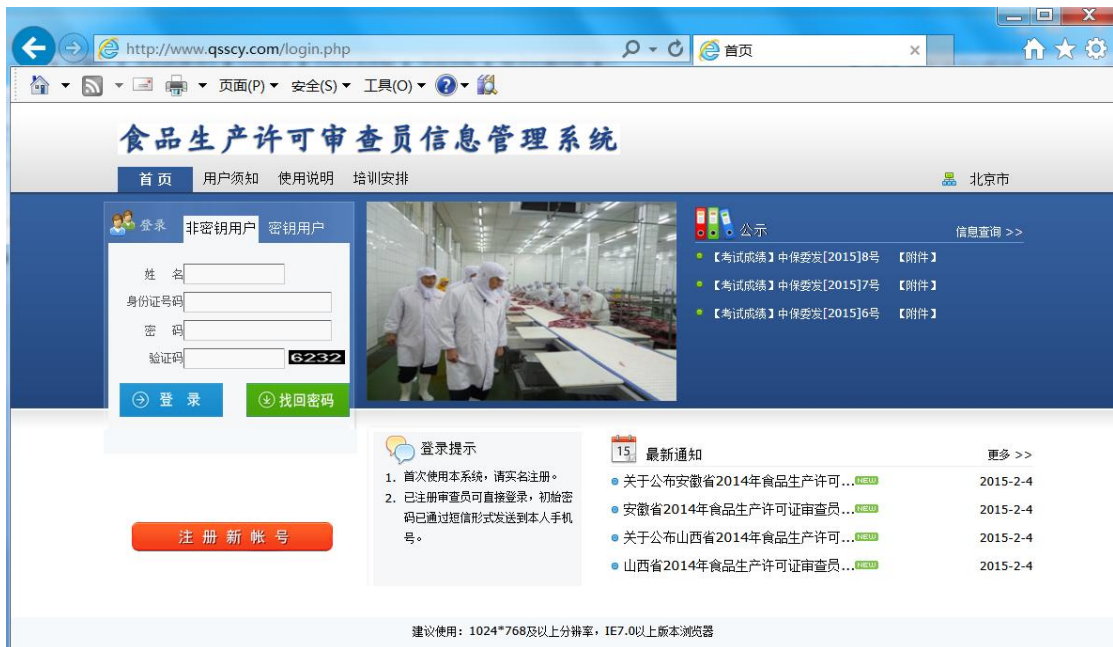 http://www.qsscy.com/login.php
首页
页面(P)
安全(S)
工具(O)
食品生产许可审查员信息管理系统
首页 用户须知 使用说明 培训安排
北京市
登录 非密钥用户 密钥用户
姓 名
身份证号码
密 码
验证码 6232
登 录 找回密码
公示 信息查询 >>
【考试成绩】中保委发[2015]8号 【附件】
【考试成绩】中保委发[2015]7号 【附件】
【考试成绩】中保委发[2015]6号 【附件】
注册新帐号
登录提示
1. 首次使用本系统，请实名注册。
2. 已注册审查员可直接登录，初始密
码已通过短信形式发送到本人手机
号。
15 最新通知 更多 >>
关于公布安徽省2014年食品生产许可...NEW 2015-2-4
安徽省2014年食品生产许可证审查员...NEW 2015-2-4
关于公布山西省2014年食品生产许可...NEW 2015-2-4
山西省2014年食品生产许可证审查员...NEW 2015-2-4
建议使用：1024*768及以上分辨率，IE7.0以上版本浏览器